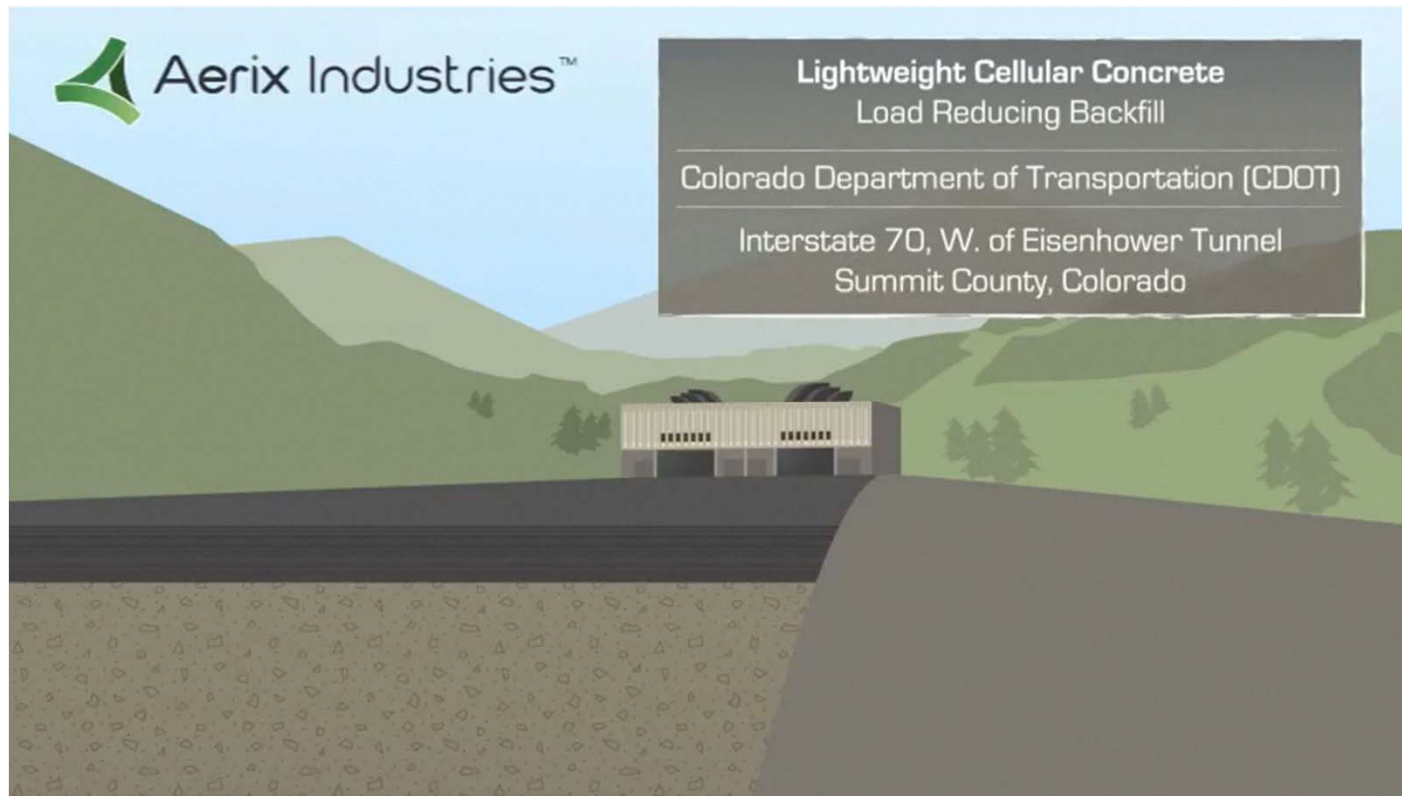 Aerix Industries™
Lightweight Cellular Concrete
Load Reducing Backfill
Colorado Department of Transportation (CDOT)
Interstate 70, W. of Eisenhower Tunnel
Summit County, Colorado